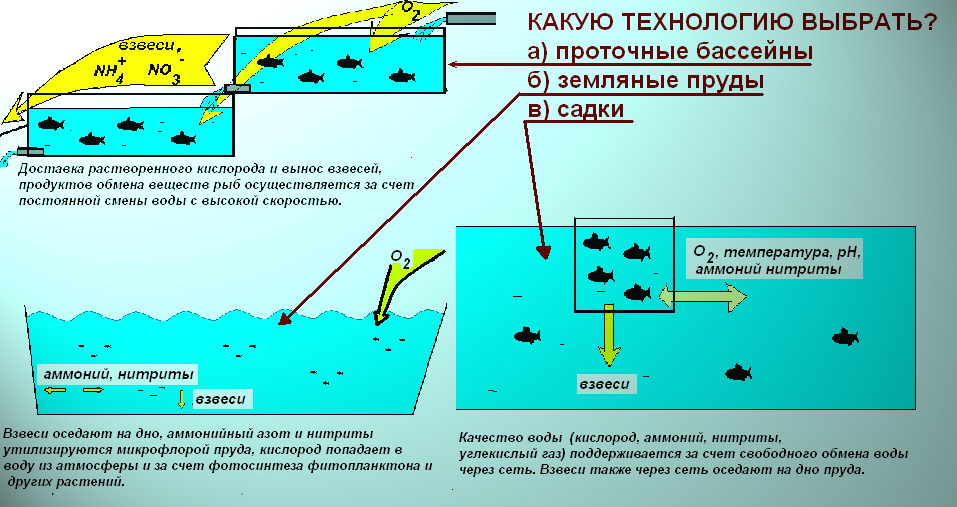 КАКУЮ ТЕХНОЛОГИЮ ВЫБРАТЬ?
а) проточные бассейны
б) земляные пруды
в) садки
O2
взвеси,
NH4+ NO3-
Доставка растворенного кислорода и вынос взвесей,
продуктов обмена веществ рыб осуществляется за счет
постоянной смены воды с высокой скоростью.
O2
аммоний, нитриты
взвеси
Взвеси оседают на дно, аммонийный азот и нитриты
утилизируются микрофлорой пруда, кислород попадает в
воду из атмосферы и за счет фотосинтеза фитопланктона и
других растений.
O2, температура, pH,
аммоний нитриты
взвеси
Качество воды (кислород, аммоний, нитриты,
углекислый газ) поддерживается за счет свободного обмена воды
через сеть. Взвеси также через сеть оседают на дно пруда.